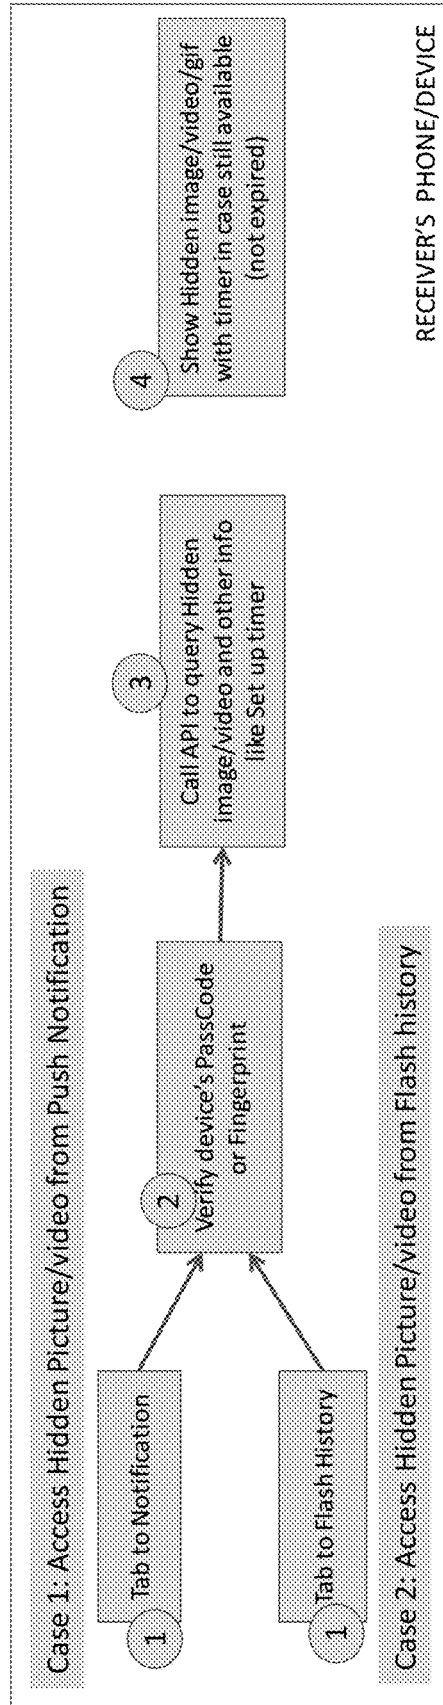 Case 1: Access Hidden Picture/video from Push Notification
1
Tab to Notification
1
Tab to Flash History
Case 2: Access Hidden Picture/video from Flash history
2
Verify device's PassCode
or Fingerprint
3
Call API to query Hidden
image/video and other info
like Set up timer
4
Show Hidden image/video/gif
with timer in case still available
(not expired)
RECEIVER'S PHONE/DEVICE